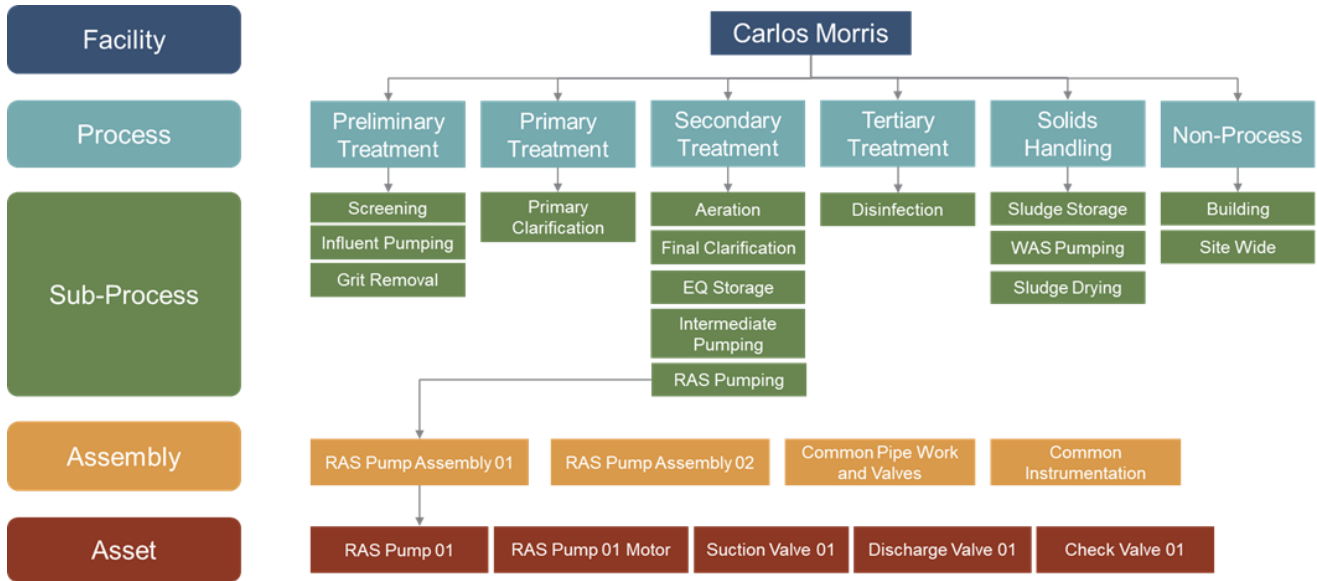 Facility
Carlos Morris
Process
Preliminary
Treatment
Primary
Treatment
Secondary
Treatment
Tertiary
Treatment
Solids
Handling
Non-Process
Sub-Process
Screening
Influent Pumping
Grit Removal
Primary
Clarification
Aeration
Final Clarification
EQ Storage
Intermediate
Pumping
RAS Pumping
Disinfection
Sludge Storage
WAS Pumping
Sludge Drying
Building
Site Wide
Assembly
RAS Pump Assembly 01
RAS Pump Assembly 02
Common Pipe Work
and Valves
Common
Instrumentation
Asset
RAS Pump 01
RAS Pump 01 Motor
Suction Valve 01
Discharge Valve 01
Check Valve 01